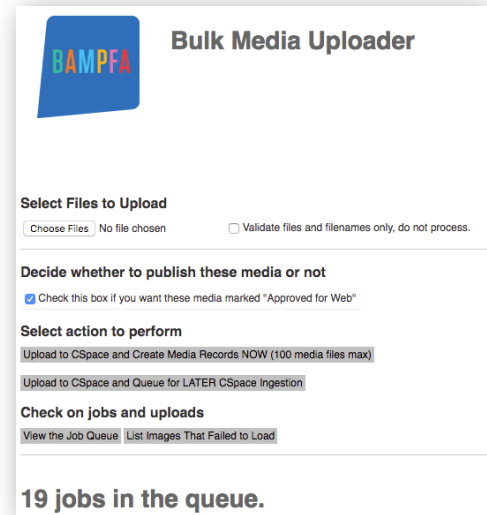 BAMPFA
Bulk Media Uploader
Select Files to Upload
Choose Files No file chosen Validate files and filenames only, do not process.
Decide whether to publish these media or not
Check this box if you want these media marked "Approved for Web"
Select action to perform
Upload to CSpace and Create Media Records NOW (100 media files max)
Upload to CSpace and Queue for LATER CSpace Ingestion
Check on jobs and uploads
View the Job Queue List Images That Failed to Load
19 jobs in the queue.